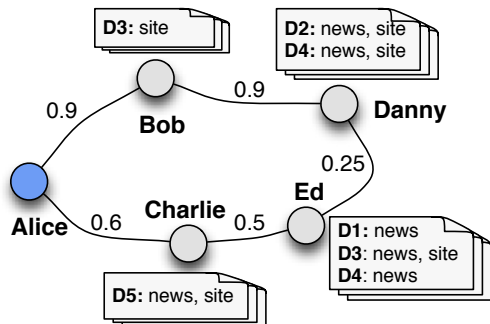 D3: site
D2: news, site
D4: news, site
0.9
0.9
Bob
Danny
0.25
Alice
0.6
Charlie
0.5
Ed
D1: news
D3: news, site
D4: news
D5: news, site